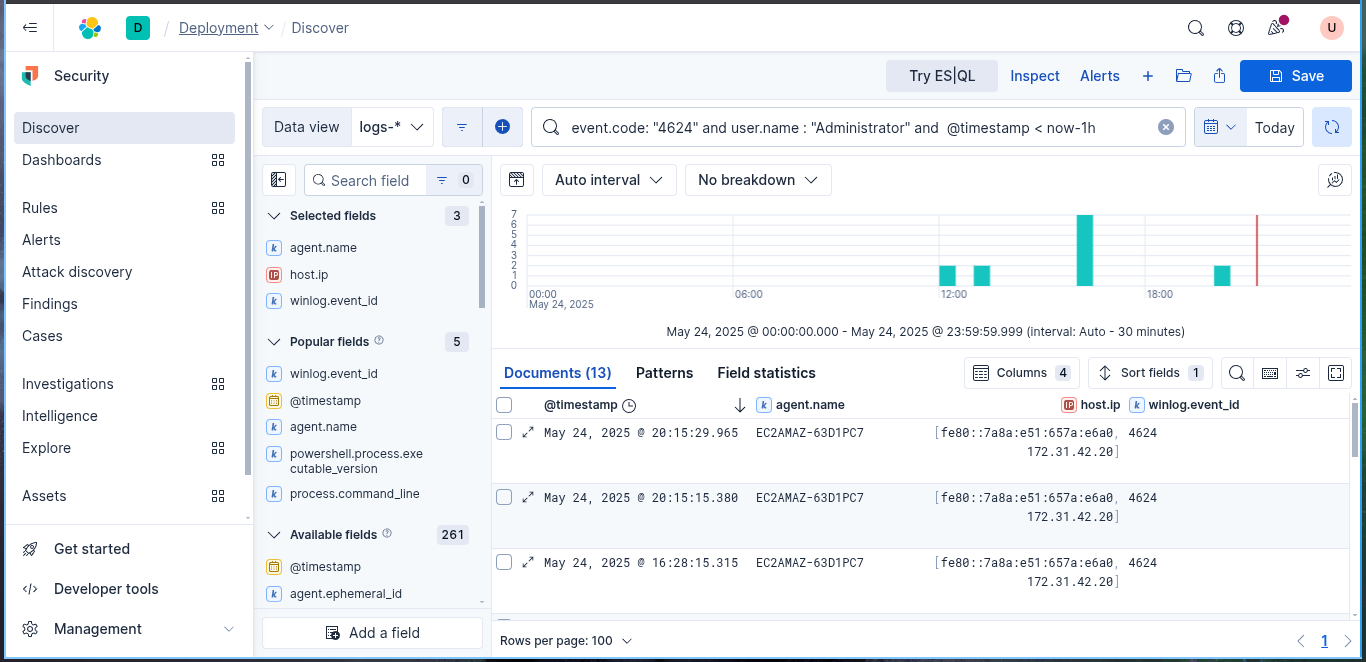 D Deployment / Discover U
Security
Discover
Dashboards
Rules
Alerts
Attack discovery
Findings
Cases
Investigations
Intelligence
Explore
Assets
Get started
Developer tools
Management
Try ES|QL Inspect Alerts + Save
Data view logs-* event.code: "4624" and user.name : "Administrator" and @timestamp < now-1h Today
Search field 0
Selected fields 3
k agent.name
IP host.ip
k winlog.event_id
Popular fields 5
k winlog.event_id
@timestamp
k agent.name
k powershell.process.exe
cutable_version
k process.command_line
Available fields 261
@timestamp
k agent.ephemeral_id
Add a field
Auto interval No breakdown
7
6
5
4
3
2
1
0
00:00 06:00 12:00 18:00
May 24, 2025
May 24, 2025 @ 00:00:00.000 - May 24, 2025 @ 23:59:59.999 (interval: Auto - 30 minutes)
Documents (13) Patterns Field statistics Columns 4 Sort fields 1
@timestamp k agent.name IP host.ip k winlog.event_id
May 24, 2025 @ 20:15:29.965 EC2AMAZ-63D1PC7 [fe80::7a8a:e51:657a:e6a0, 4624
172.31.42.20]
May 24, 2025 @ 20:15:15.380 EC2AMAZ-63D1PC7 [fe80::7a8a:e51:657a:e6a0, 4624
172.31.42.20]
May 24, 2025 @ 16:28:15.315 EC2AMAZ-63D1PC7 [fe80::7a8a:e51:657a:e6a0, 4624
172.31.42.20]
Rows per page: 100 1